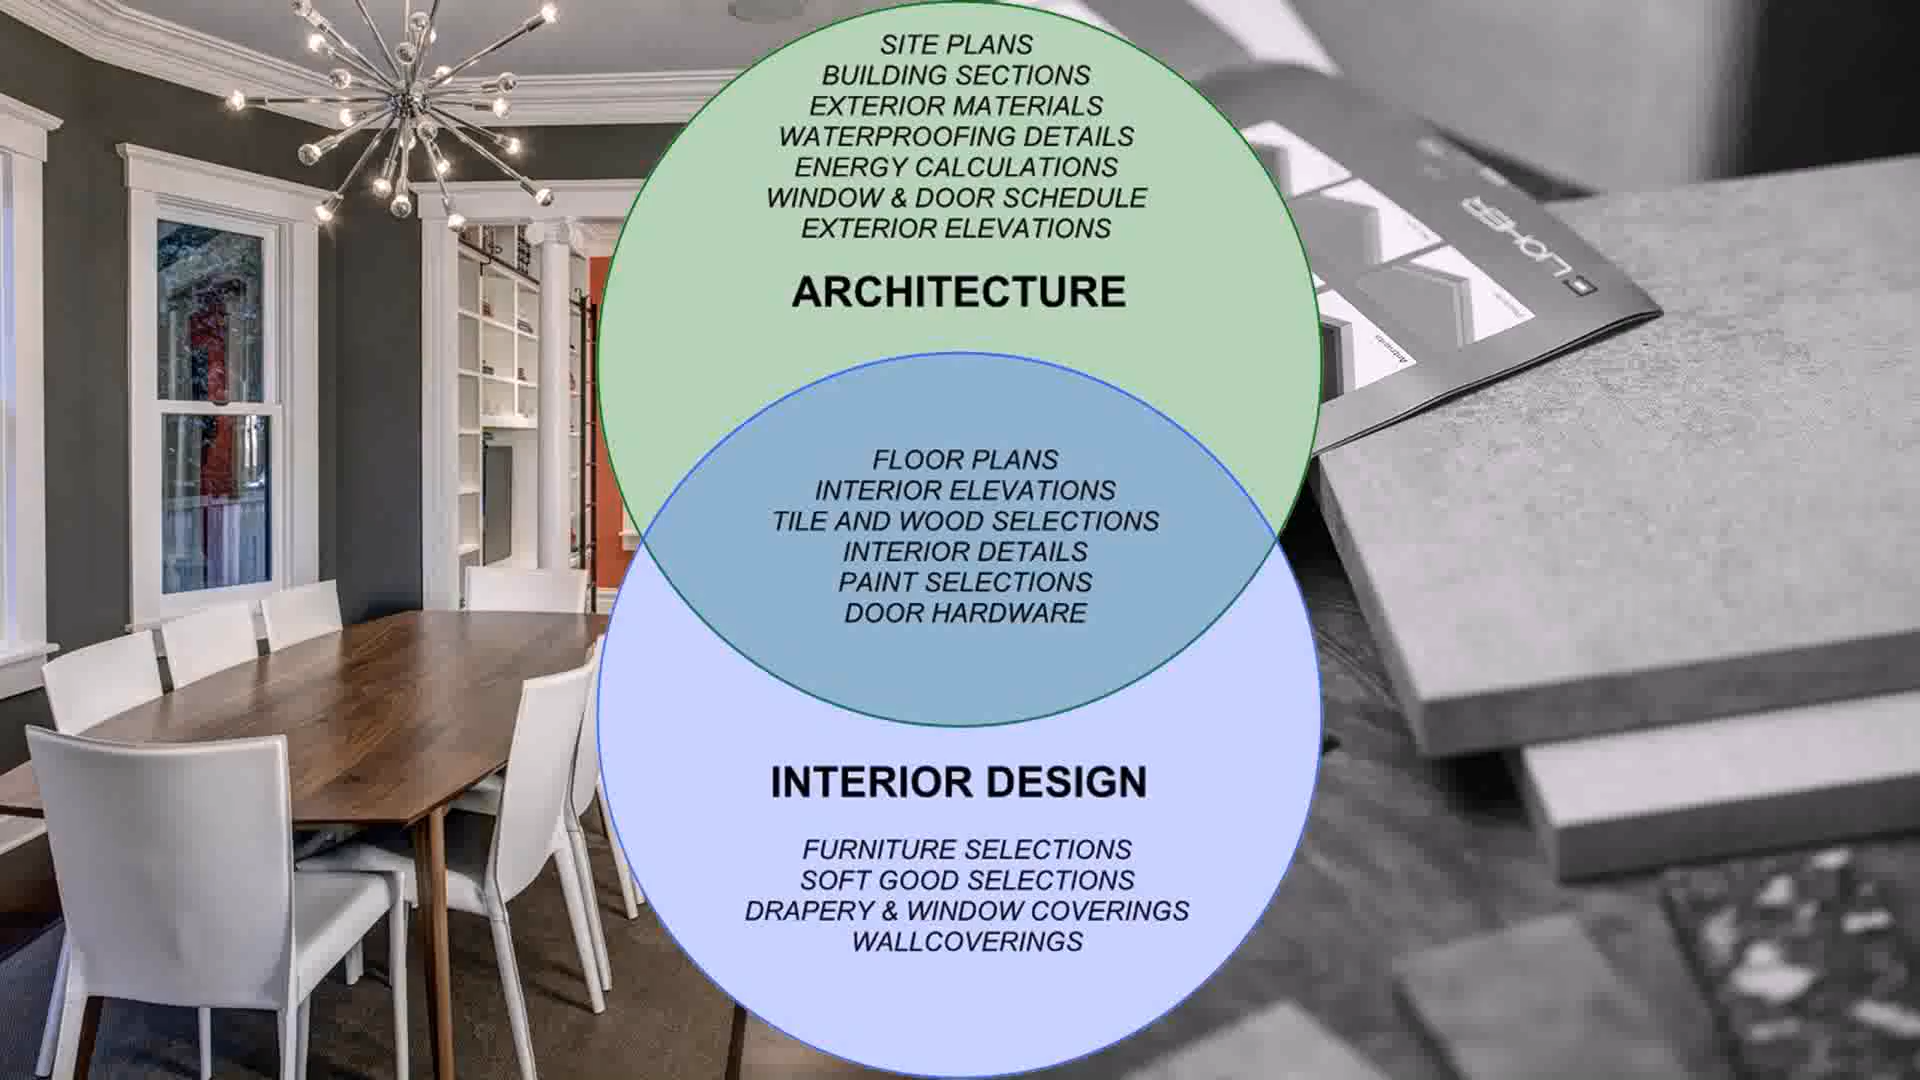 SITE PLANS
BUILDING SECTIONS
EXTERIOR MATERIALS
WATERPROOFING DETAILS
ENERGY CALCULATIONS
WINDOW & DOOR SCHEDULE
EXTERIOR ELEVATIONS
ARCHITECTURE
FLOOR PLANS
INTERIOR ELEVATIONS
TILE AND WOOD SELECTIONS
INTERIOR DETAILS
PAINT SELECTIONS
DOOR HARDWARE
INTERIOR DESIGN
FURNITURE SELECTIONS
SOFT GOOD SELECTIONS
DRAPERY & WINDOW COVERINGS
WALLCOVERINGS
LIOHER